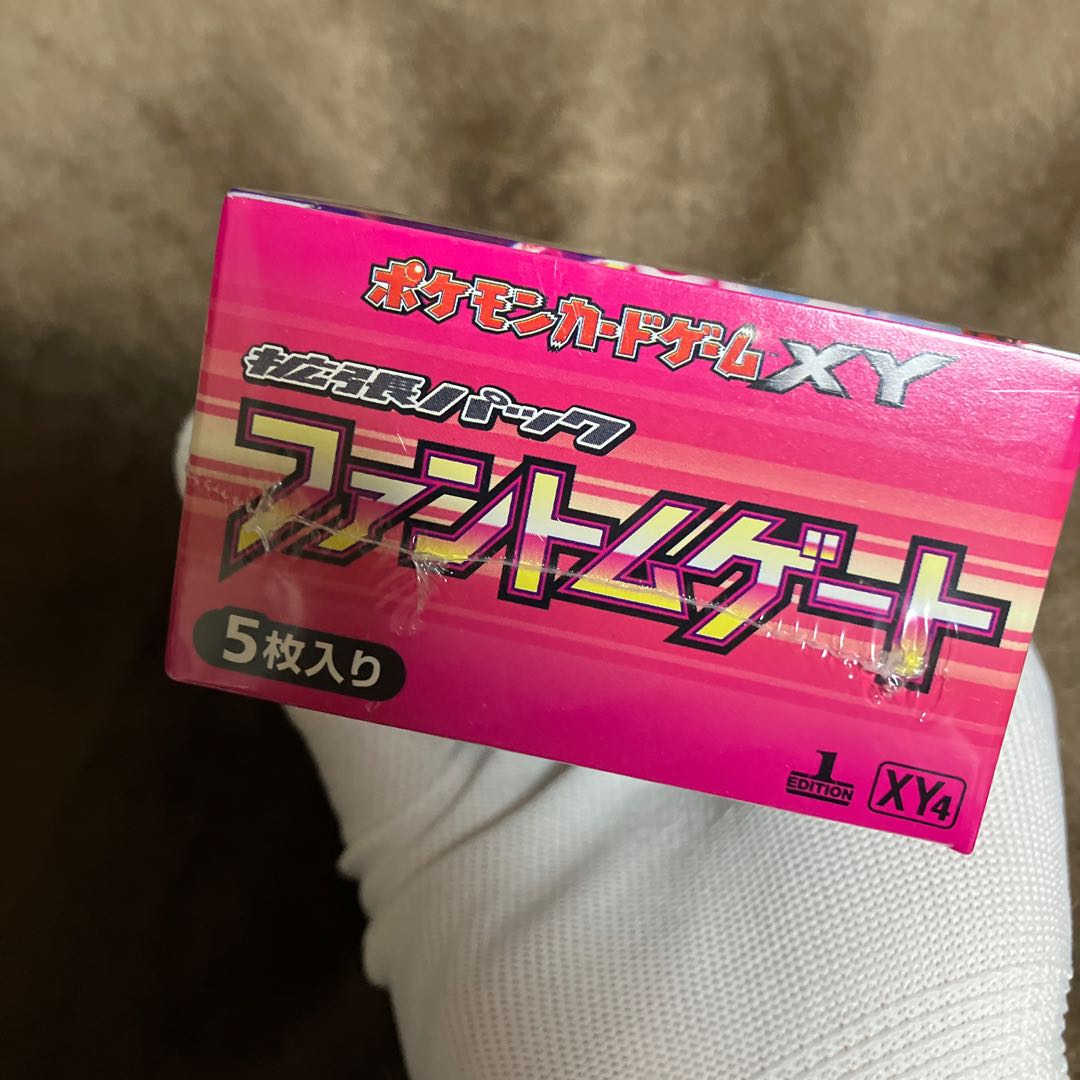 ポケモンカードゲームXY
拡張パック
ファントムゲート
5枚入り
1 EDITION
XY4